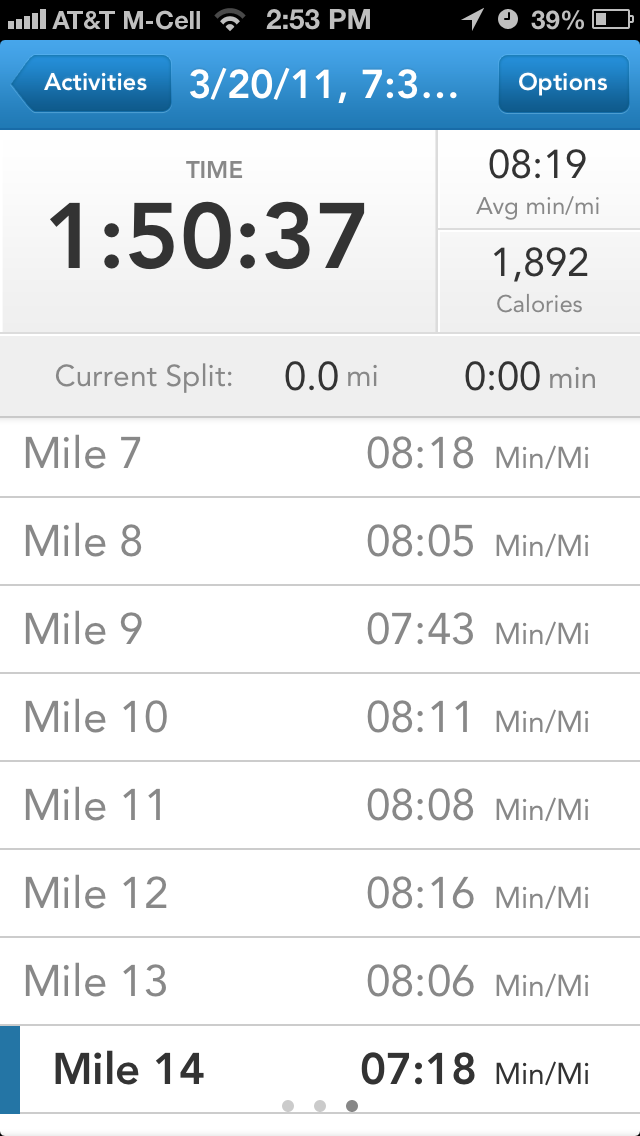 AT&T M-Cell 2:53 PM 39%
Activities 3/20/11, 7:3... Options
TIME
1:50:37
08:19
Avg min/mi
1,892
Calories
Current Split: 0.0 mi 0:00 min
Mile 7 08:18 Min/Mi
Mile 8 08:05 Min/Mi
Mile 9 07:43 Min/Mi
Mile 10 08:11 Min/Mi
Mile 11 08:08 Min/Mi
Mile 12 08:16 Min/Mi
Mile 13 08:06 Min/Mi
Mile 14 07:18 Min/Mi